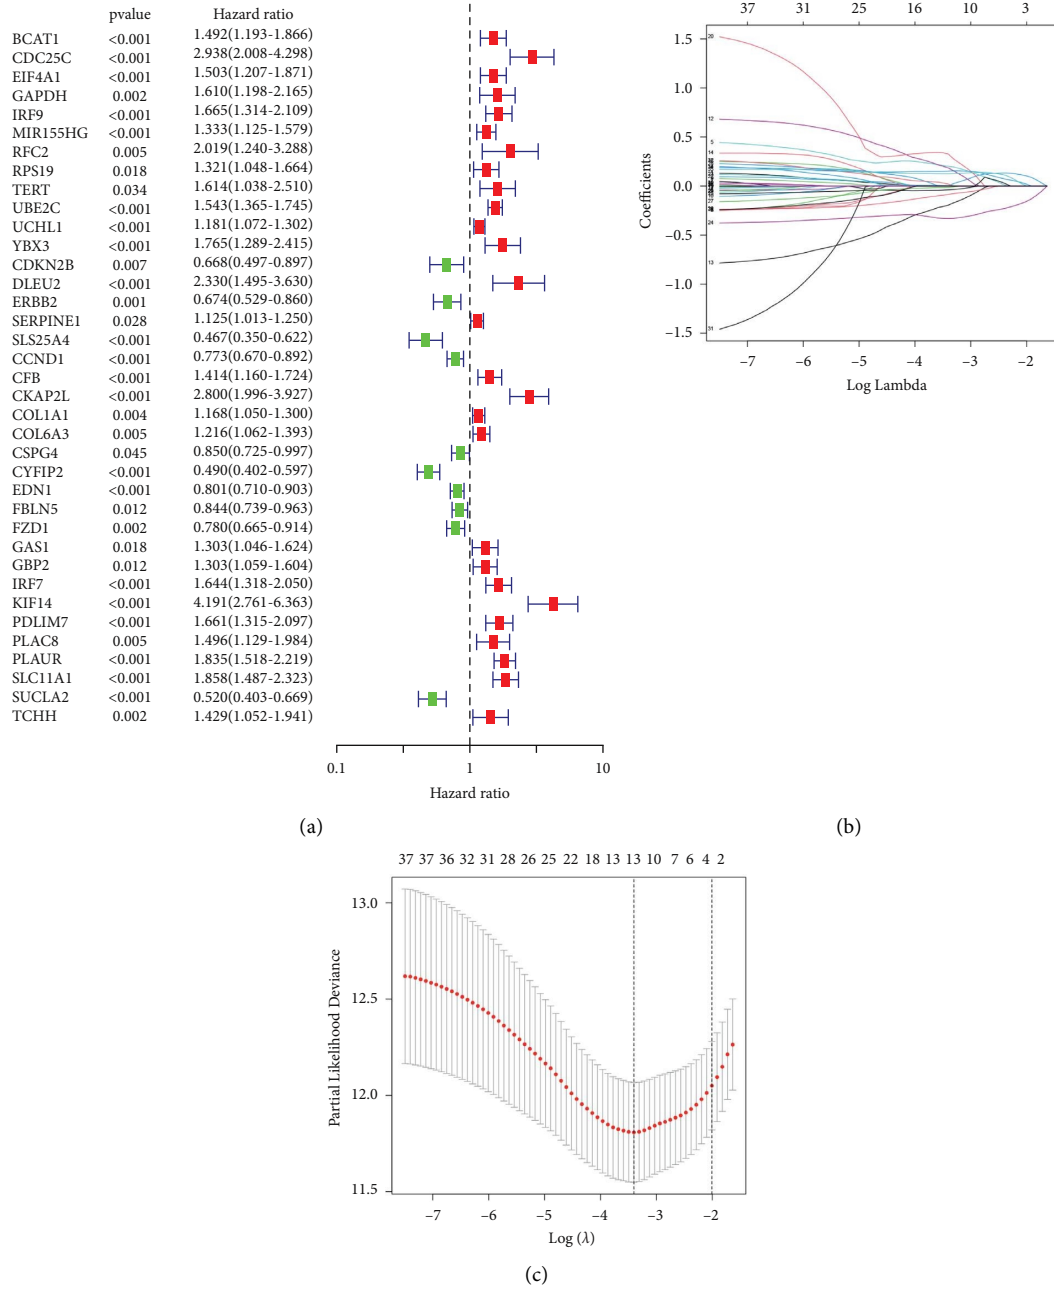 pvalue Hazard ratio
BCAT1 <0.001 1.492(1.193-1.866)
CDC25C <0.001 2.938(2.008-4.298)
EIF4A1 <0.001 1.503(1.207-1.871)
GAPDH 0.002 1.610(1.198-2.165)
IRF9 <0.001 1.665(1.314-2.109)
MIR155HG <0.001 1.333(1.125-1.579)
RFC2 0.005 2.019(1.240-3.288)
RPS19 0.018 1.321(1.048-1.664)
TERT 0.034 1.614(1.038-2.510)
UBE2C <0.001 1.543(1.365-1.745)
UCHL1 <0.001 1.181(1.072-1.302)
YBX3 <0.001 1.765(1.289-2.415)
CDKN2B 0.007 0.668(0.497-0.897)
DLEU2 <0.001 2.330(1.495-3.630)
ERBB2 0.001 0.674(0.529-0.860)
SERPINE1 0.028 1.125(1.013-1.250)
SLS25A4 <0.001 0.467(0.350-0.622)
CCND1 <0.001 0.773(0.670-0.892)
CFB <0.001 1.414(1.160-1.724)
CKAP2L <0.001 2.800(1.996-3.927)
COL1A1 0.004 1.168(1.050-1.300)
COL6A3 0.005 1.216(1.062-1.393)
CSPG4 0.045 0.850(0.725-0.997)
CYFIP2 <0.001 0.490(0.402-0.597)
EDN1 <0.001 0.801(0.710-0.903)
FBLN5 0.012 0.844(0.739-0.963)
FZD1 0.002 0.780(0.665-0.914)
GAS1 0.018 1.303(1.046-1.624)
GBP2 0.012 1.303(1.059-1.604)
IRF7 <0.001 1.644(1.318-2.050)
KIF14 <0.001 4.191(2.761-6.363)
PDLIM7 <0.001 1.661(1.315-2.097)
PLAC8 0.005 1.496(1.129-1.984)
PLAUR <0.001 1.835(1.518-2.219)
SLC11A1 <0.001 1.858(1.487-2.323)
SUCLA2 <0.001 0.520(0.403-0.669)
TCHH 0.002 1.429(1.052-1.941)
0.1 1 10
Hazard ratio
(a)
37 31 25 16 10 3
1.5
1.0
0.5
0.0
−0.5
−1.0
−1.5
Coefficients
20
12
5
14
27
24
13
31
−7 −6 −5 −4 −3 −2
Log Lambda
(b)
37 37 36 32 31 28 26 25 22 18 13 13 10 7 6 4 2
13.0
12.5
12.0
11.5
Partial Likelihood Deviance
−7 −6 −5 −4 −3 −2
Log (λ)
(c)